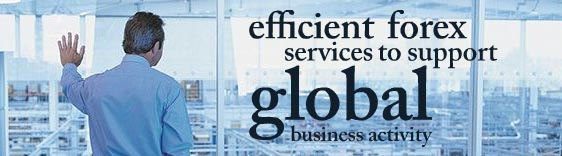 efficient forex
services to support
global
business activity